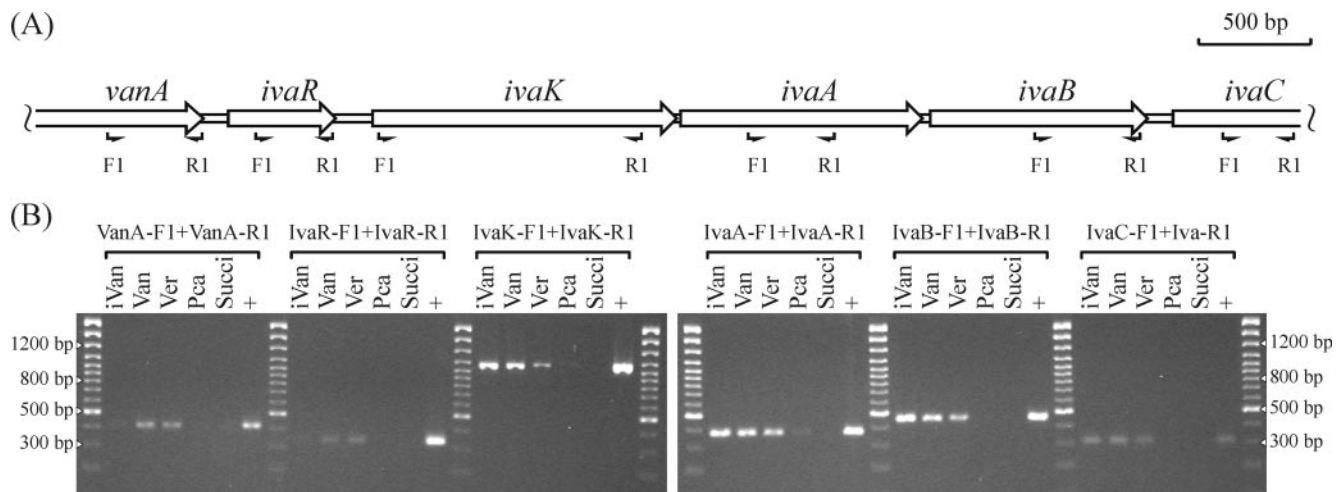 (A)
500 bp
vanA ivaR ivaK ivaA ivaB ivaC
F1 R1 F1 R1 F1 R1 F1 R1 F1 R1 F1 R1
(B)
VanA-F1+VanA-R1 IvaR-F1+IvaR-R1 IvaK-F1+IvaK-R1 IvaA-F1+IvaA-R1 IvaB-F1+IvaB-R1 IvaC-F1+Iva-R1
iVan Van Ver Pca Succi + iVan Van Ver Pca Succi + iVan Van Ver Pca Succi + iVan Van Ver Pca Succi + iVan Van Ver Pca Succi + iVan Van Ver Pca Succi +
1200 bp 1200 bp
800 bp 800 bp
500 bp 500 bp
300 bp 300 bp